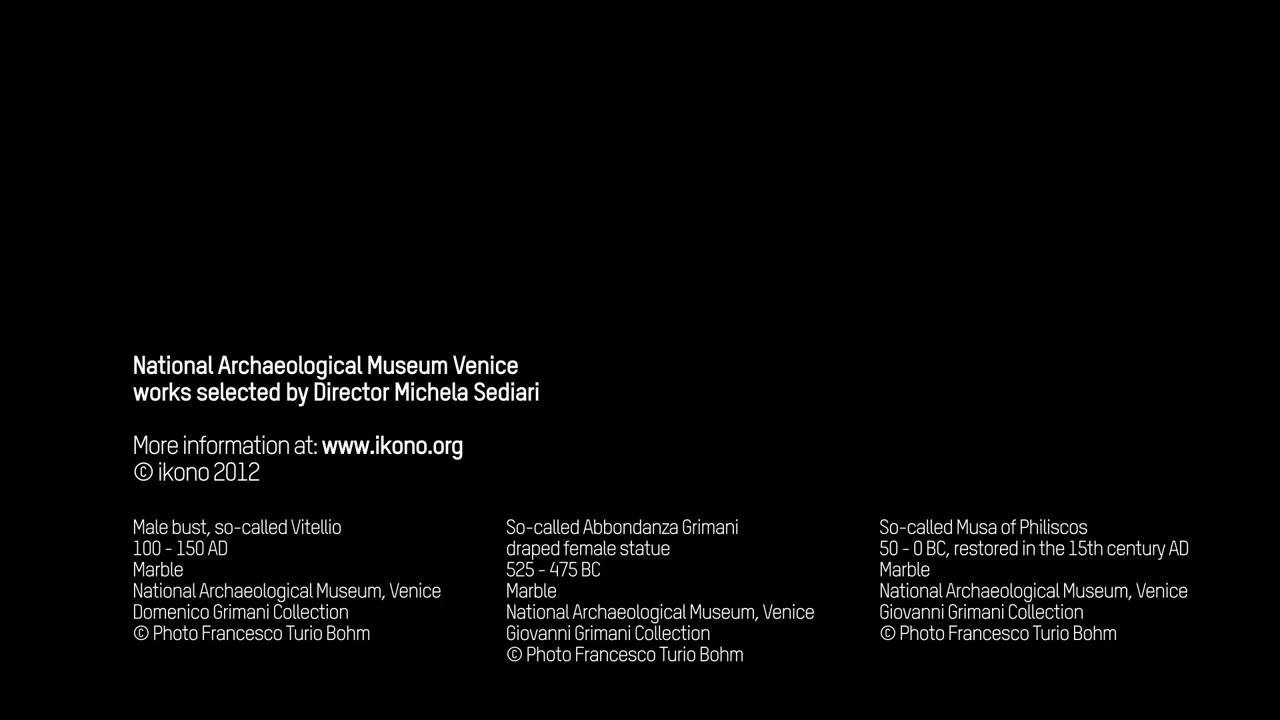 National Archaeological Museum Venice
works selected by Director Michela Sediari
More information at: www.ikono.org
© ikono 2012
Male bust, so-called Vitellio
100 - 150 AD
Marble
National Archaeological Museum, Venice
Domenico Grimani Collection
© Photo Francesco Turio Bohm
So-called Abbondanza Grimani
draped female statue
525 - 475 BC
Marble
National Archaeological Museum, Venice
Giovanni Grimani Collection
© Photo Francesco Turio Bohm
So-called Musa of Philiscos
50 - 0 BC, restored in the 15th century AD
Marble
National Archaeological Museum, Venice
Giovanni Grimani Collection
© Photo Francesco Turio Bohm